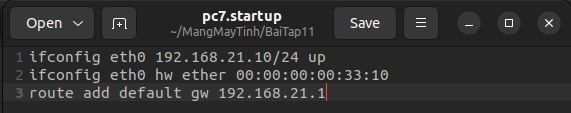 Open
pc7.startup
~/MangMayTinh/BaiTap11
Save
1 ifconfig eth0 192.168.21.10/24 up
2 ifconfig eth0 hw ether 00:00:00:00:33:10
3 route add default gw 192.168.21.1